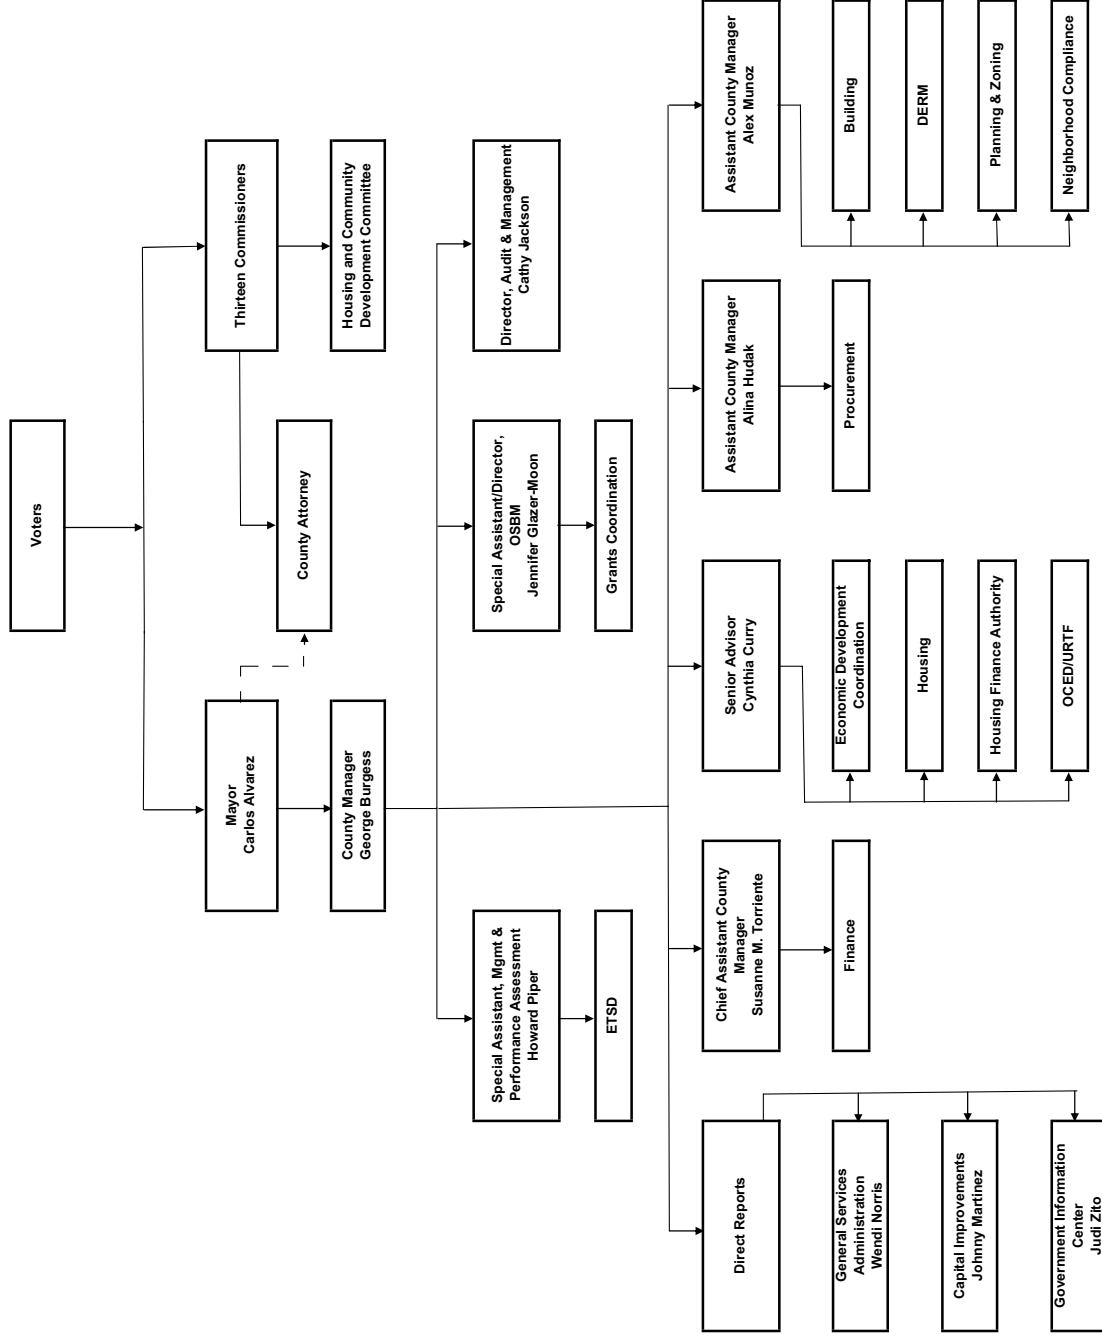 Voters
Mayor
Carlos Alvarez
Thirteen Commissioners
County Attorney
County Manager
George Burgess
Housing and Community
Development Committee
Special Assistant, Mgmt &
Performance Assessment
Howard Piper
Special Assistant/Director,
OSBM
Jennifer Glazer-Moon
Director, Audit & Management
Cathy Jackson
ETSD
Grants Coordination
Direct Reports
Chief Assistant County
Manager
Susanne M. Torriente
Senior Advisor
Cynthia Curry
Assistant County Manager
Alina Hudak
Assistant County Manager
Alex Munoz
General Services
Administration
Wendi Norris
Capital Improvements
Johnny Martinez
Government Information
Center
Judi Zito
Finance
Economic Development
Coordination
Housing
Housing Finance Authority
OCED/URTF
Procurement
Building
DERM
Planning & Zoning
Neighborhood Compliance